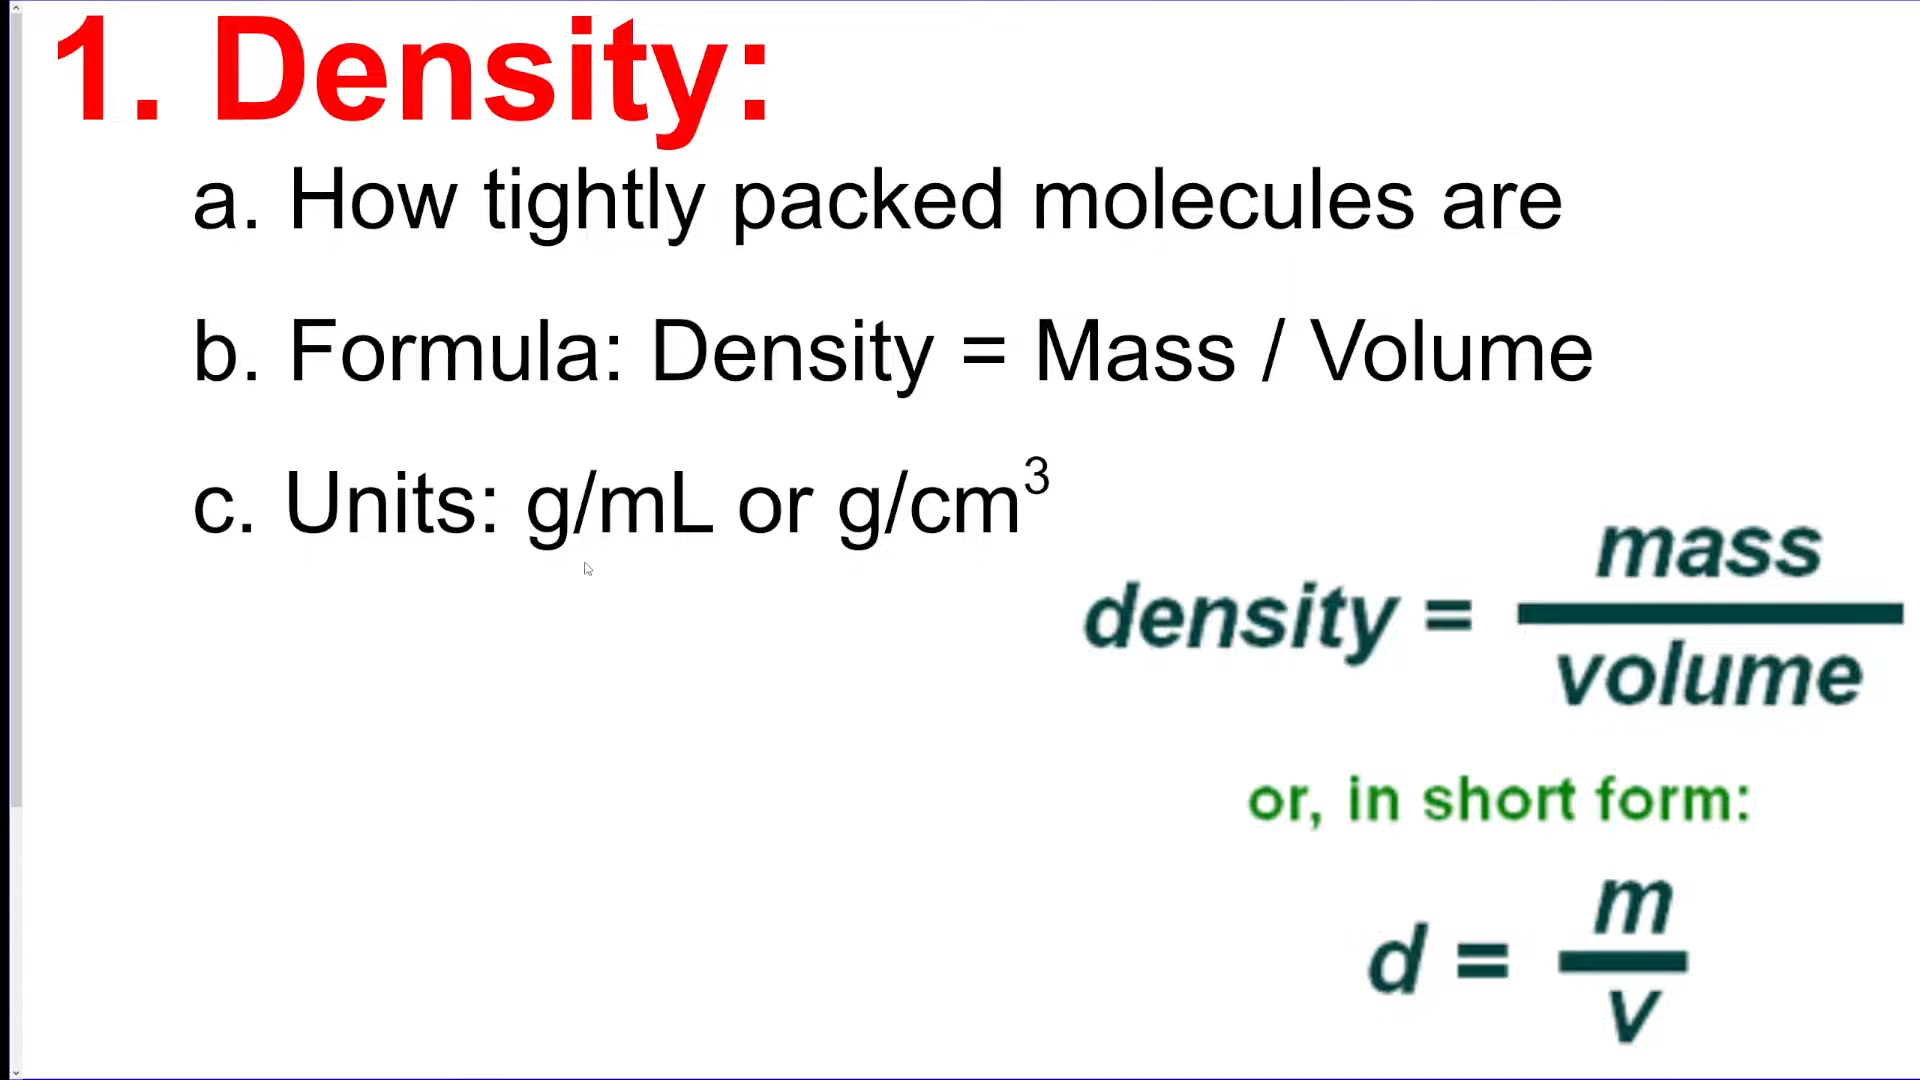 1. Density:
a. How tightly packed molecules are
b. Formula: Density = Mass / Volume
c. Units: g/mL or g/cm³
density = mass / volume
or, in short form:
d = m / v